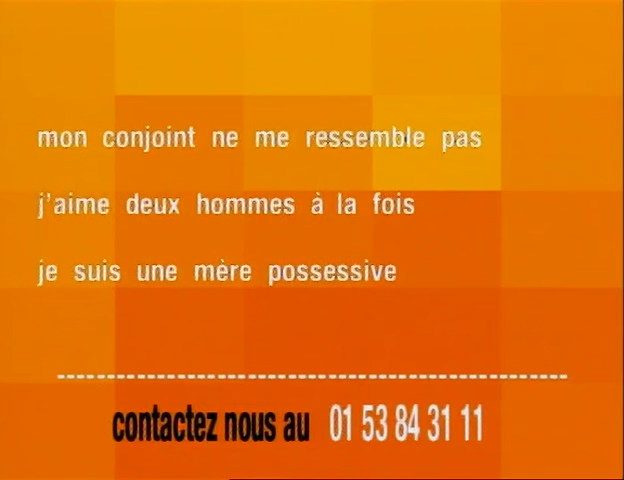 mon conjoint ne me ressemble pas
j'aime deux hommes à la fois
je suis une mère possessive
contactez nous au 01 53 84 31 11